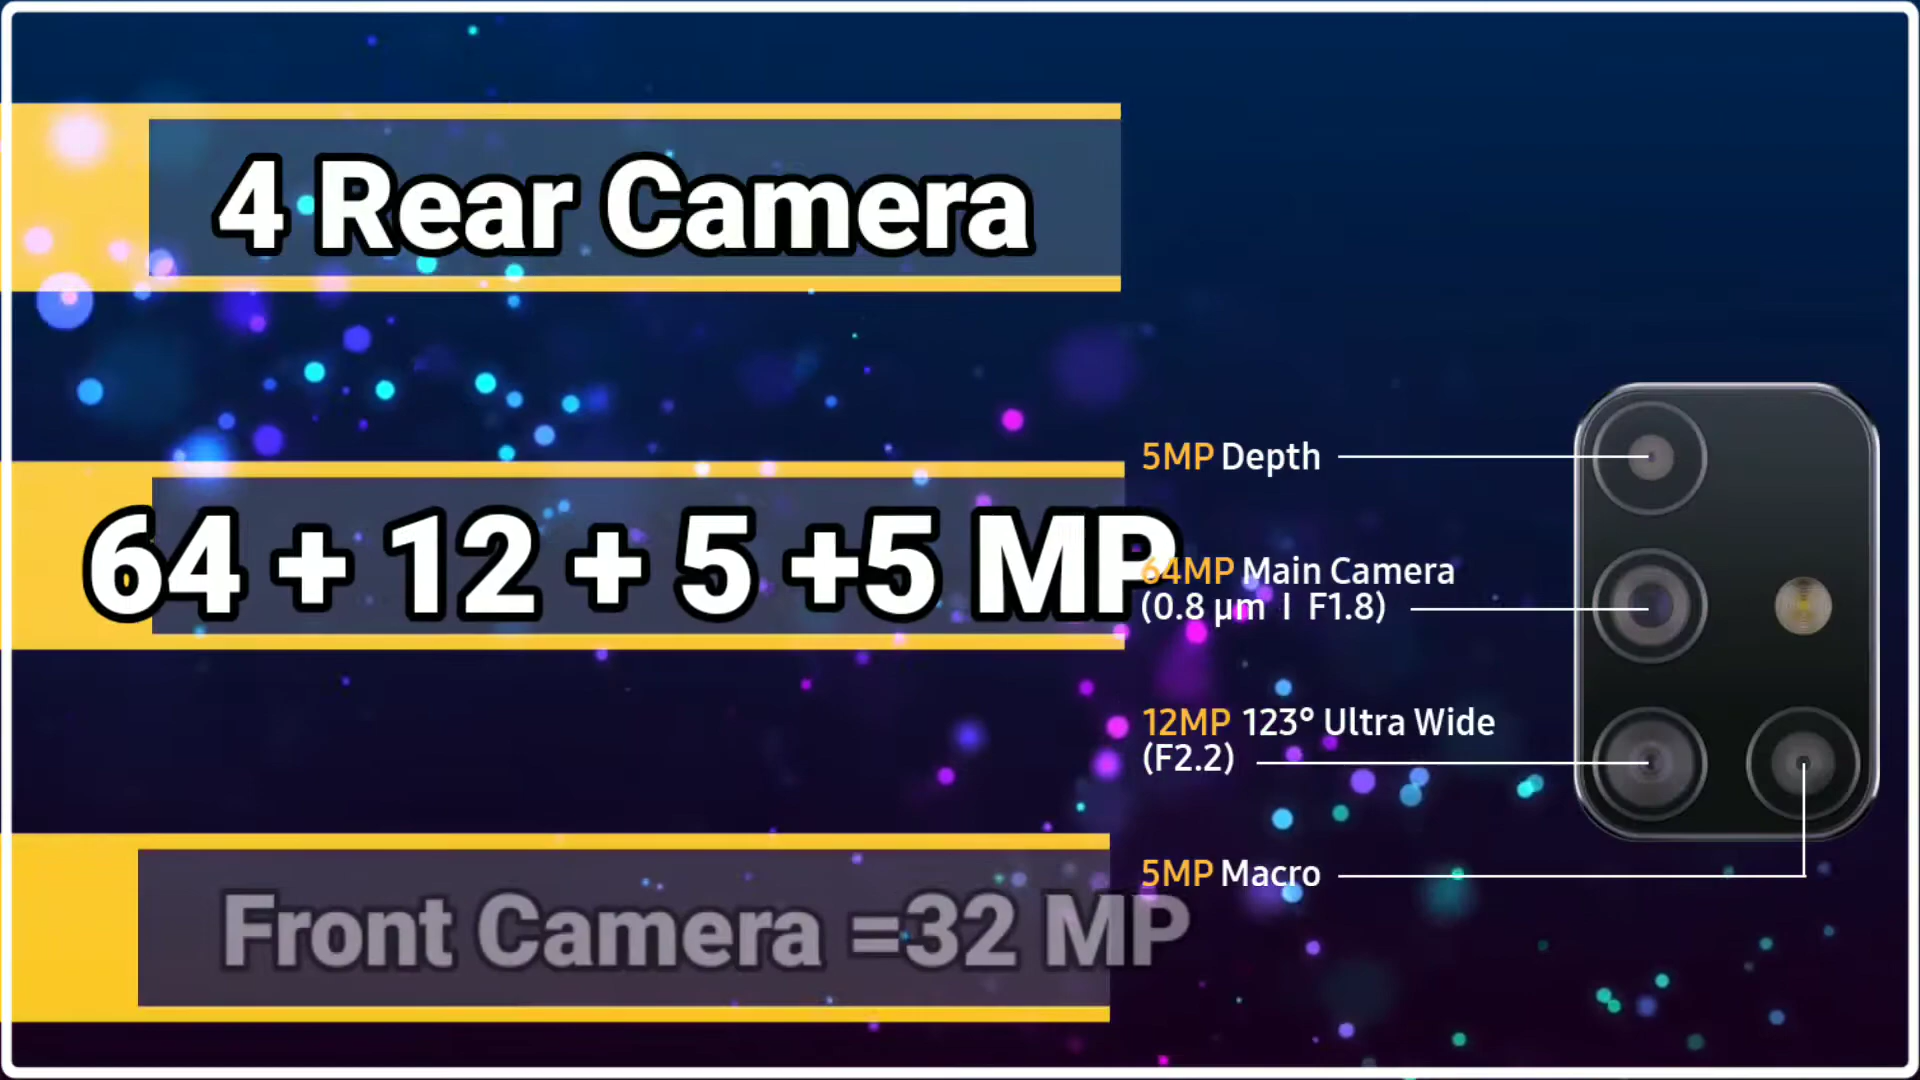 4 Rear Camera
64 + 12 + 5 +5 MP
Front Camera =32 MP
5MP Depth
64MP Main Camera
(0.8 μm I F1.8)
12MP 123° Ultra Wide
(F2.2)
5MP Macro